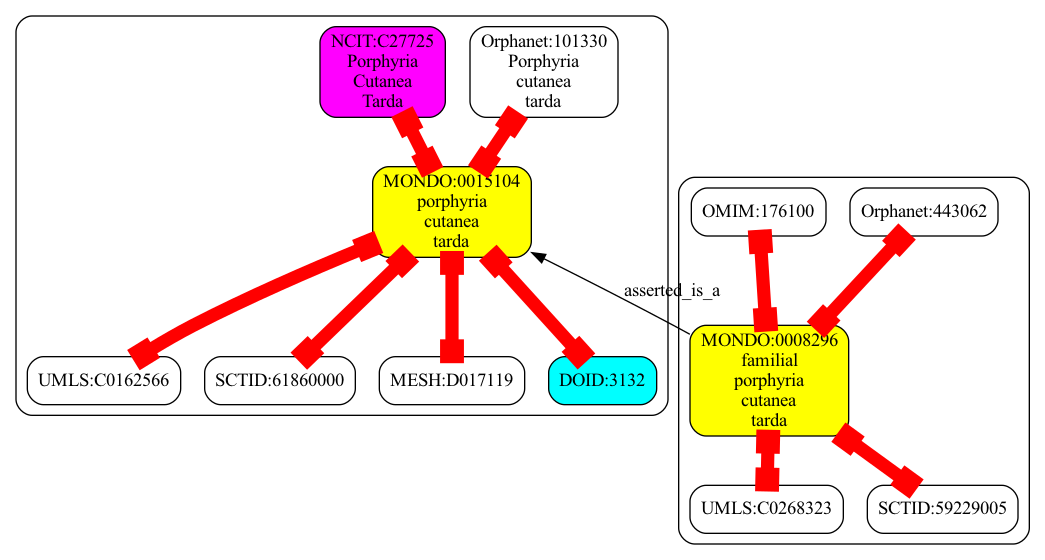 NCIT:C27725
Porphyria
Cutanea
Tarda
Orphanet:101330
Porphyria
cutanea
tarda
MONDO:0015104
porphyria
cutanea
tarda
OMIM:176100
Orphanet:443062
asserted_is_a
MONDO:0008296
familial
porphyria
cutanea
tarda
UMLS:C0162566
SCTID:61860000
MESH:D017119
DOID:3132
UMLS:C0268323
SCTID:59229005